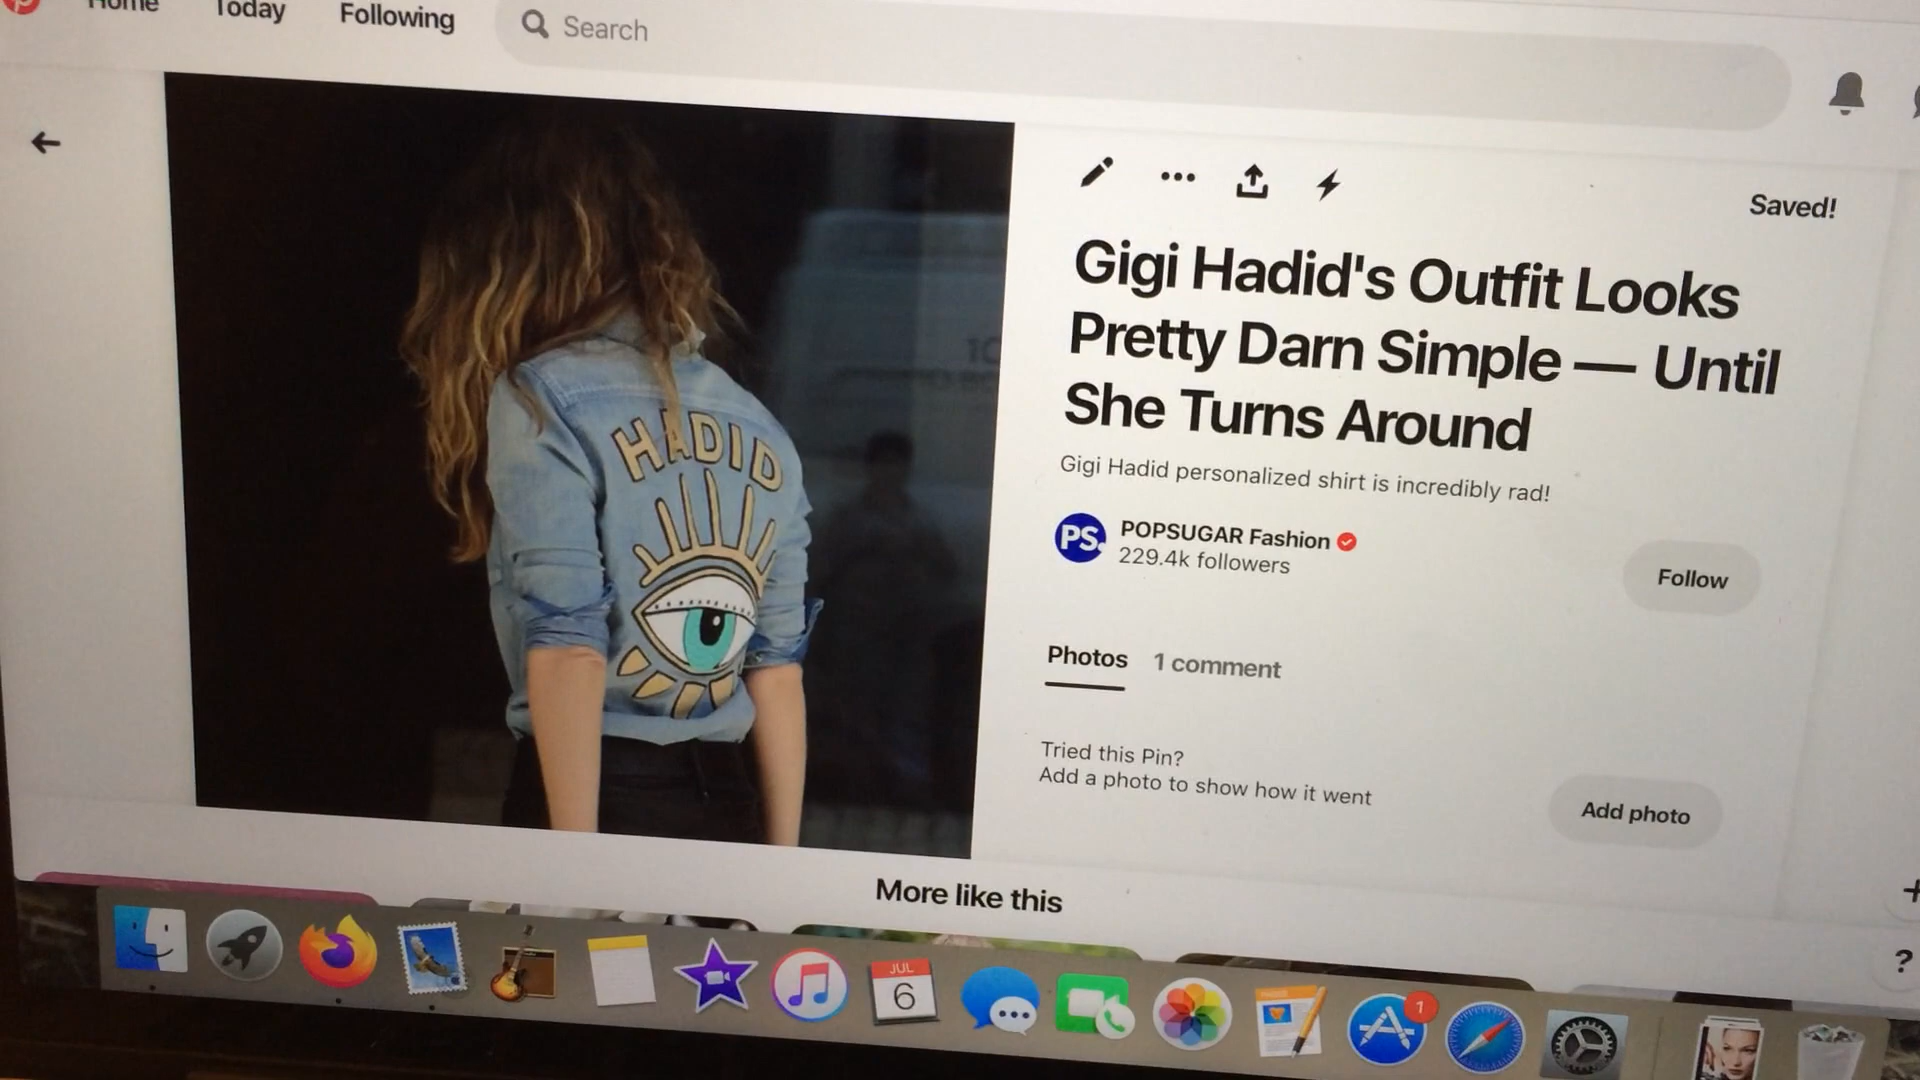 Home Today Following
Search
Saved!
Gigi Hadid's Outfit Looks
Pretty Darn Simple — Until
She Turns Around
Gigi Hadid personalized shirt is incredibly rad!
PS.
POPSUGAR Fashion
229.4k followers
Follow
Photos 1 comment
Tried this Pin?
Add a photo to show how it went
Add photo
HADID
More like this
JUL
6
1
?